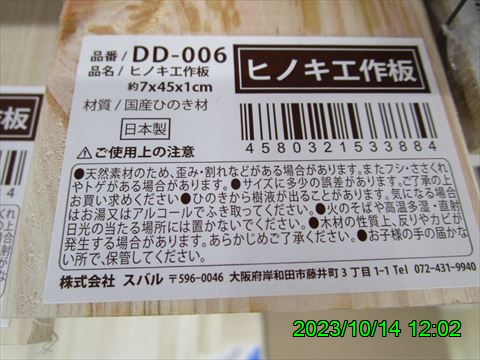 品番/ DD-006
品名/ ヒノキ工作板
約7x45x1cm
材質/国産ひのき材
日本製
ヒノキ工作板
4580321533884
⚠ご使用上の注意
●天然素材のため、歪み・割れなどがある場合があります。またフシ・ささくれ
やトゲがある場合があります。●サイズに多少の誤差があります。ご了承の上
お買い求めください●ひのきから樹液が出ることがあります。気になる場合
はお湯又はアルコールでふき取ってください。●火のそばや高温多湿・直射
日光の当たる場所には置かないでください。●木材の性質上、反りやカビが
発生する場合があります。あらかじめご了承ください。●お子様の手の届かな
い所で、保管してください。
株式会社 スバル 〒596-0046 大阪府岸和田市藤井町3丁目1-1 Tel 072-431-9940
作板
4
2023/10/14 12:02